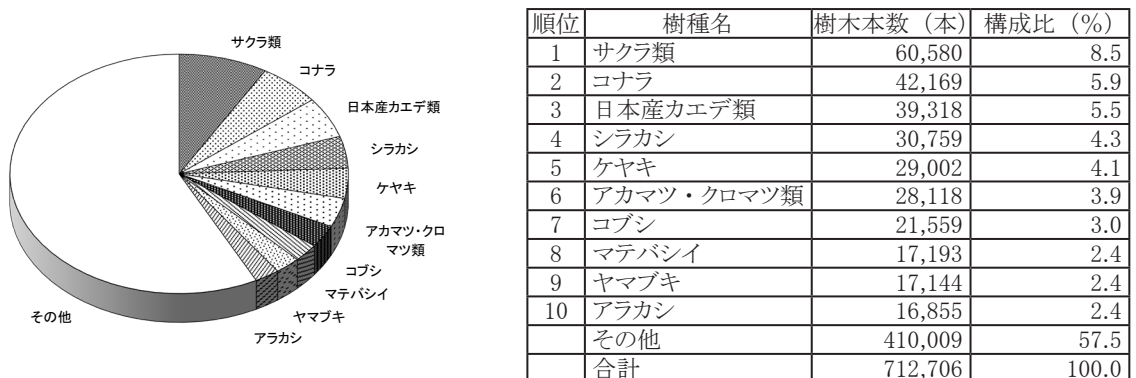 サクラ類
コナラ
日本産カエデ類
シラカシ
ケヤキ
アカマツ・クロ
マツ類
コブシ
マテバシイ
ヤマブキ
アラカシ
その他
順位 樹種名 樹木本数（本） 構成比（%）
1 サクラ類 60,580 8.5
2 コナラ 42,169 5.9
3 日本産カエデ類 39,318 5.5
4 シラカシ 30,759 4.3
5 ケヤキ 29,002 4.1
6 アカマツ・クロマツ類 28,118 3.9
7 コブシ 21,559 3.0
8 マテバシイ 17,193 2.4
9 ヤマブキ 17,144 2.4
10 アラカシ 16,855 2.4
その他 410,009 57.5
合計 712,706 100.0